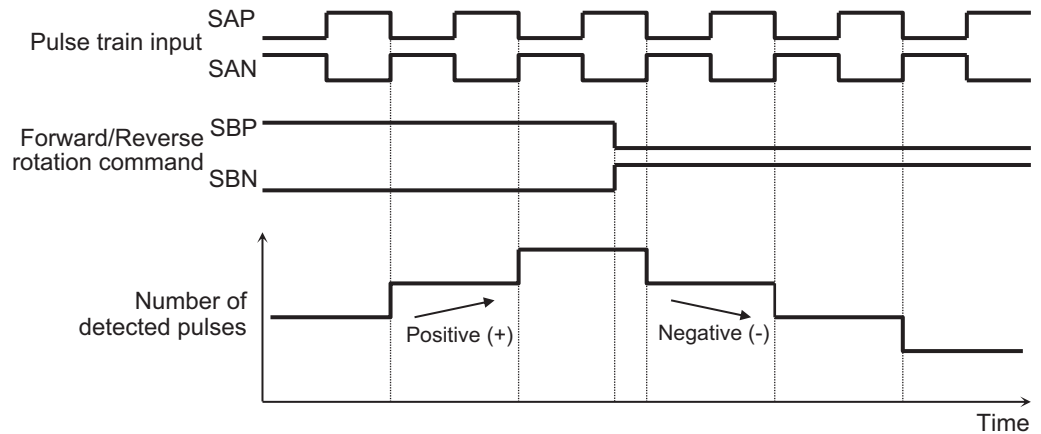 SAP
Pulse train input
SAN
Forward/Reverse
rotation command
SBP
SBN
Number of
detected pulses
Positive (+)
Negative (-)
Time